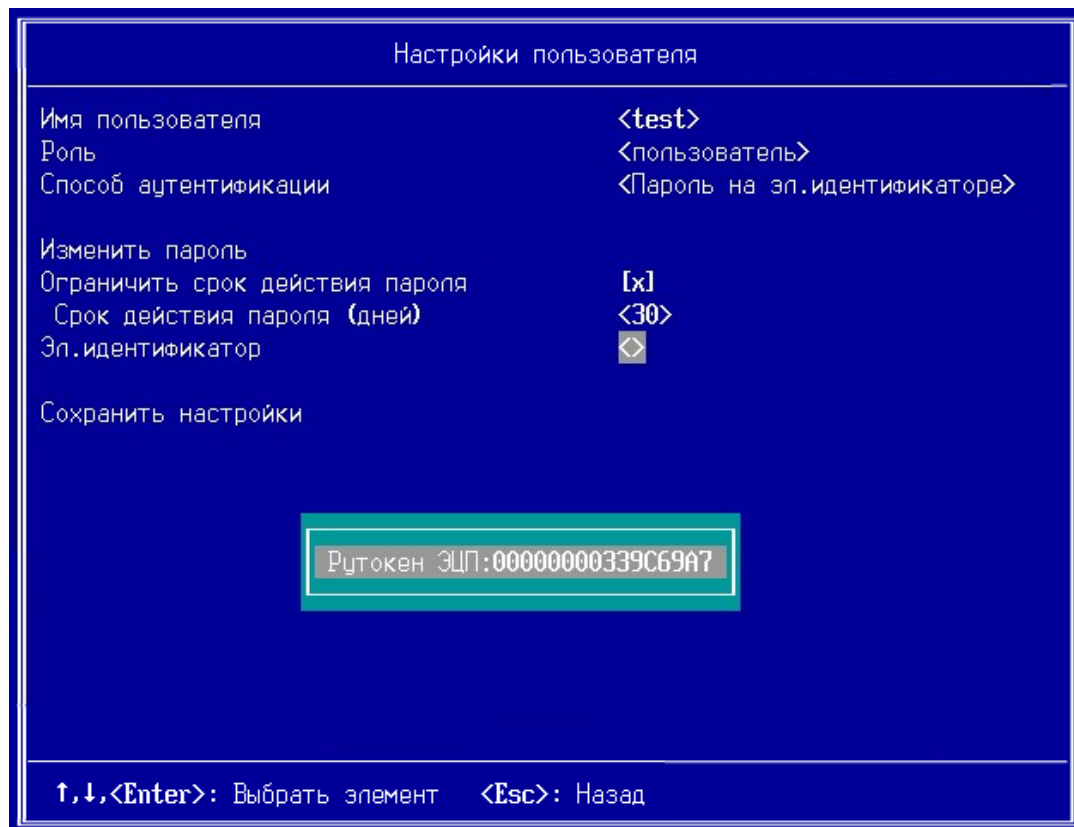 Настройки пользователя
Имя пользователя <test>
Роль <пользователь>
Способ аутентификации <Пароль на эл.идентификаторе>
Изменить пароль
Ограничить срок действия пароля [x]
Срок действия пароля (дней) <30>
Эл.идентификатор <>
Сохранить настройки
Рутокен ЭЦП:00000000339C69A7
↑,↓,<Enter>: Выбрать элемент <Esc>: Назад